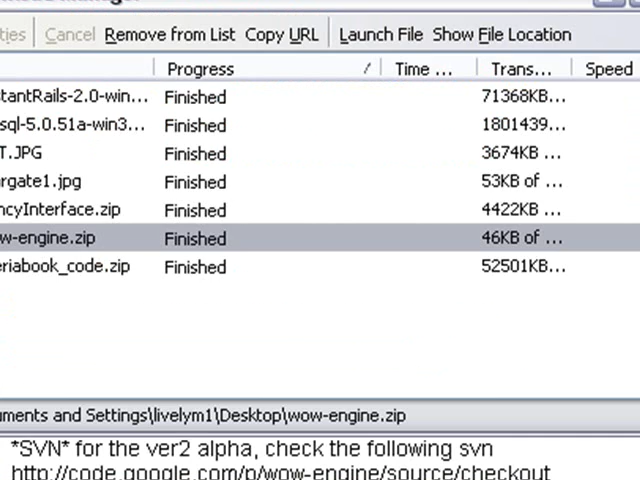 ties Cancel Remove from List Copy URL Launch File Show File Location
Progress / Time ... Trans... Speed
tantRails-2.0-win... Finished 71368KB...
sql-5.0.51a-win3... Finished 1801439...
T.JPG Finished 3674KB ...
rgate1.jpg Finished 53KB of ...
ncyInterface.zip Finished 4422KB ...
w-engine.zip Finished 46KB of ...
eriabook_code.zip Finished 52501KB...
uments and Settings\livelym1\Desktop\wow-engine.zip
*SVN* for the ver2 alpha, check the following svn
http://code.google.com/p/wow-engine/source/checkout